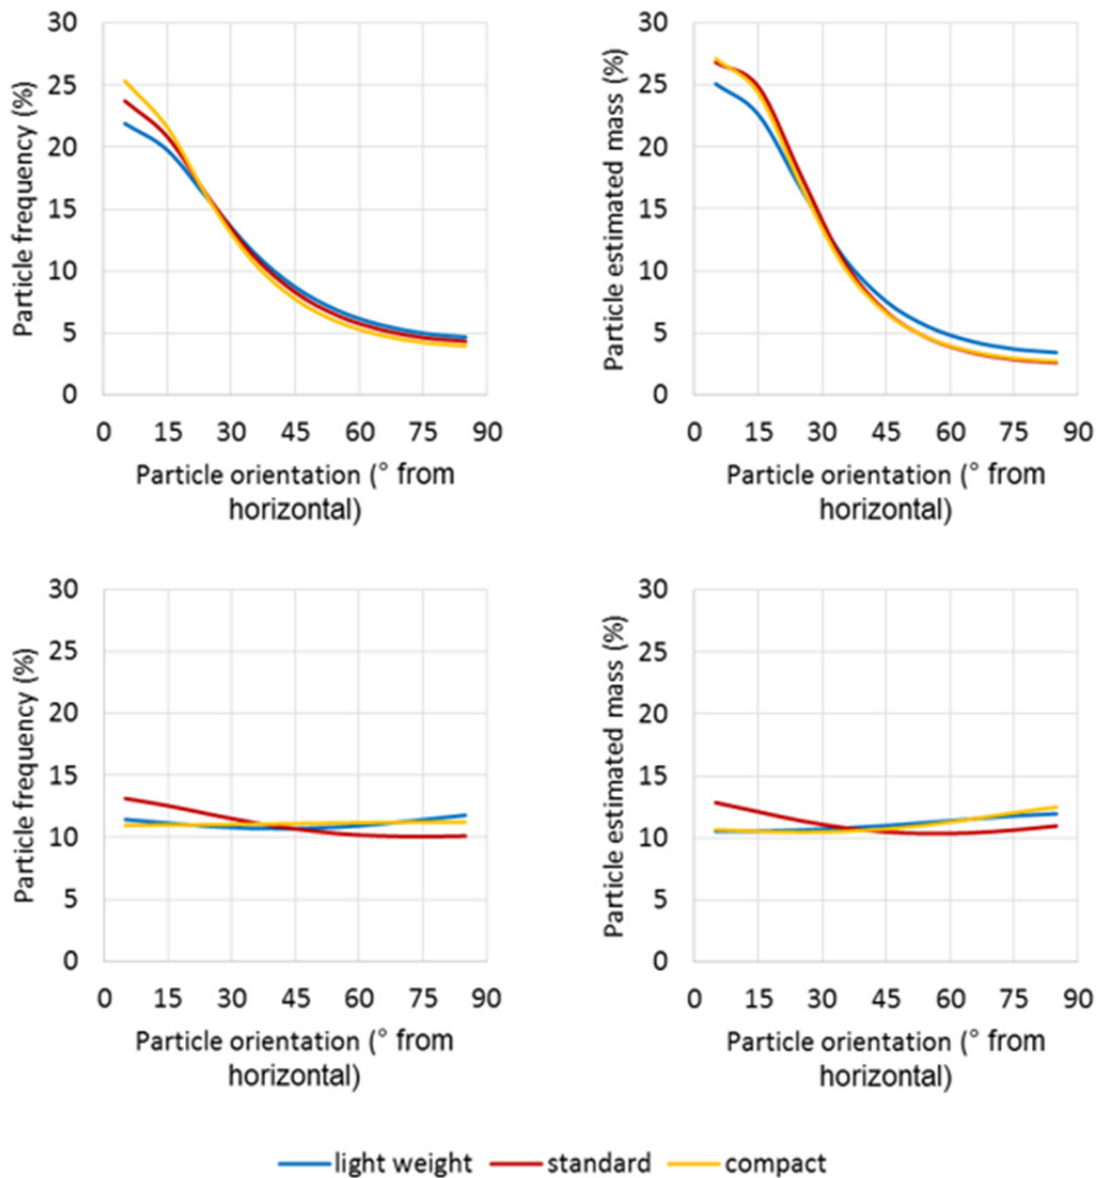 Particle frequency (%)
30
25
20
15
10
5
0
0 15 30 45 60 75 90
Particle orientation (° from
horizontal)
Particle estimated mass (%)
30
25
20
15
10
5
0
0 15 30 45 60 75 90
Particle orientation (° from
horizontal)
Particle frequency (%)
30
25
20
15
10
5
0
0 15 30 45 60 75 90
Particle orientation (° from
horizontal)
Particle estimated mass (%)
30
25
20
15
10
5
0
0 15 30 45 60 75 90
Particle orientation (° from
horizontal)
light weight standard compact